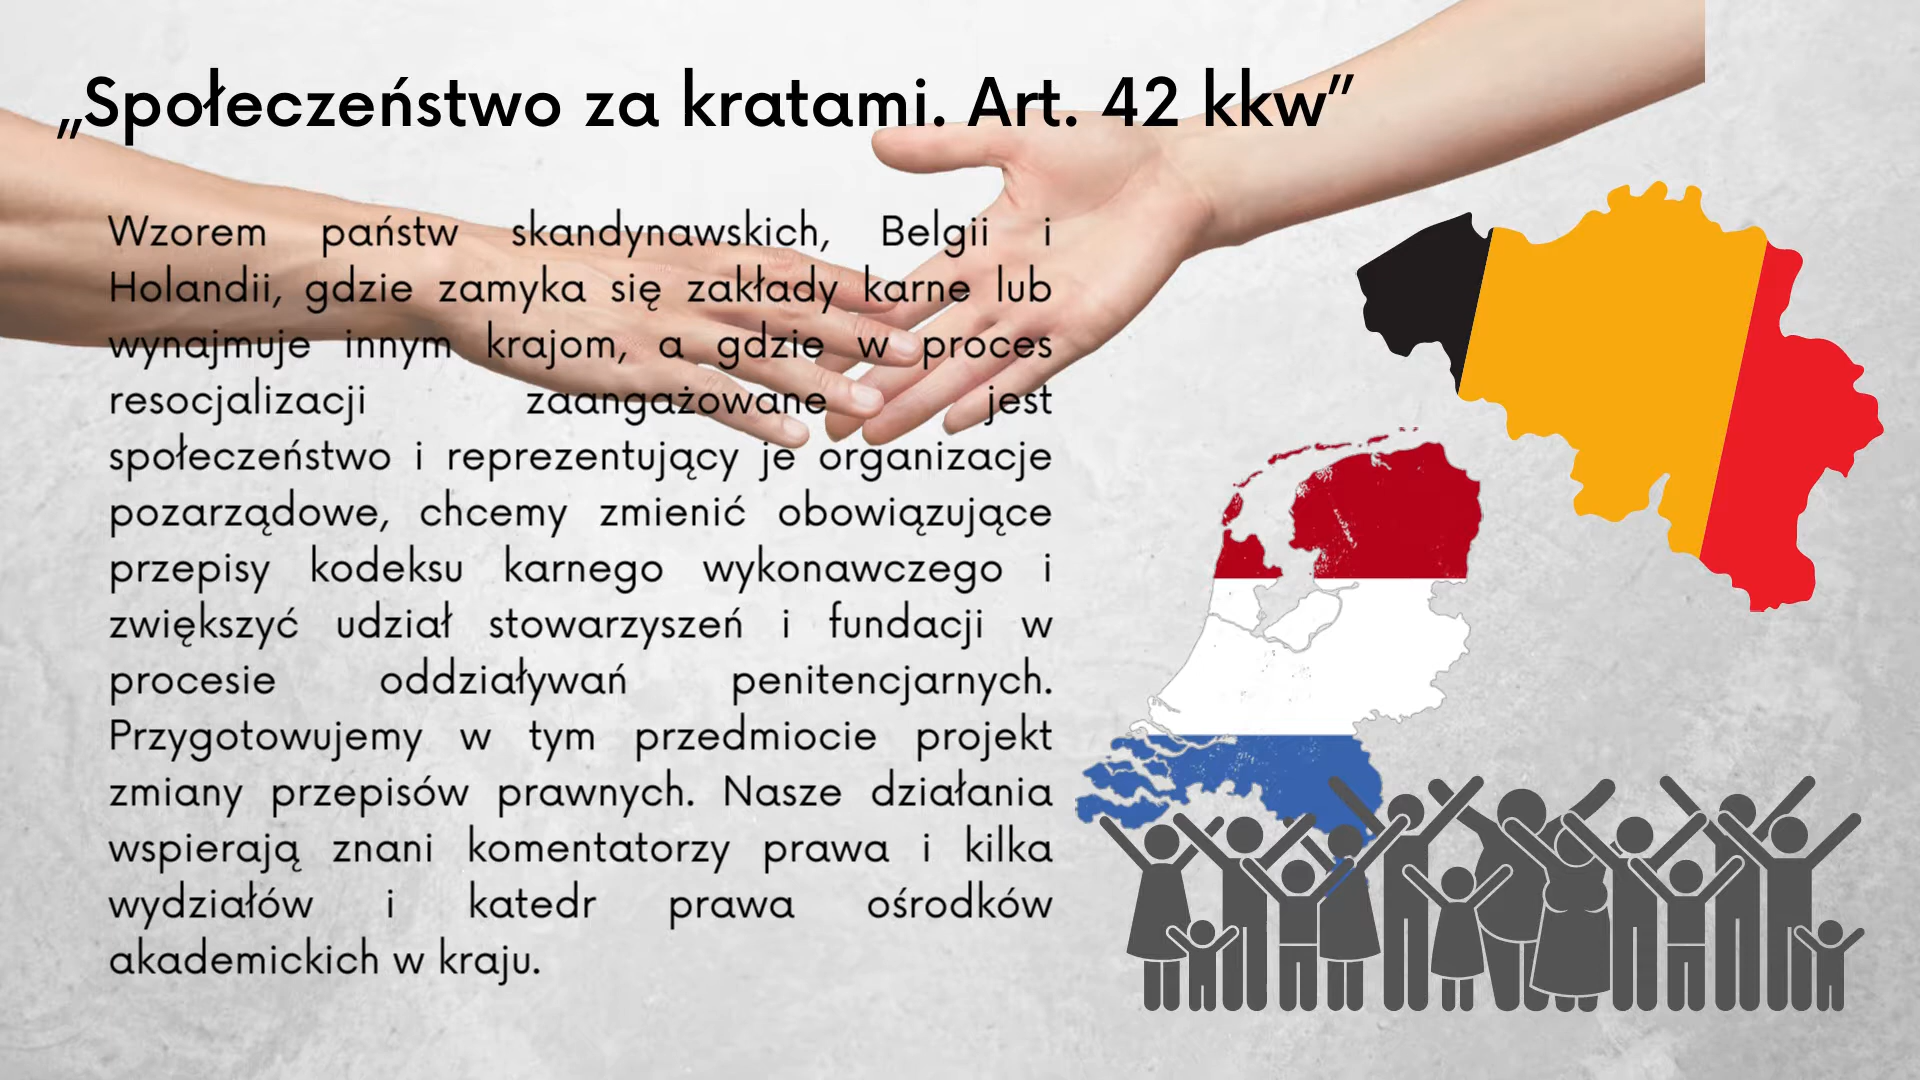 „Społeczeństwo za kratami. Art. 42 kkw”
Wzorem państw skandynawskich, Belgii i
Holandii, gdzie zamyka się zakłady karne lub
wynajmuje innym krajom, a gdzie w proces
resocjalizacji zaangażowane jest
społeczeństwo i reprezentujący je organizacje
pozarządowe, chcemy zmienić obowiązujące
przepisy kodeksu karnego wykonawczego i
zwiększyć udział stowarzyszeń i fundacji w
procesie oddziaływań penitencjarnych.
Przygotowujemy w tym przedmiocie projekt
zmiany przepisów prawnych. Nasze działania
wspierają znani komentatorzy prawa i kilka
wydziałów i katedr prawa ośrodków
akademickich w kraju.